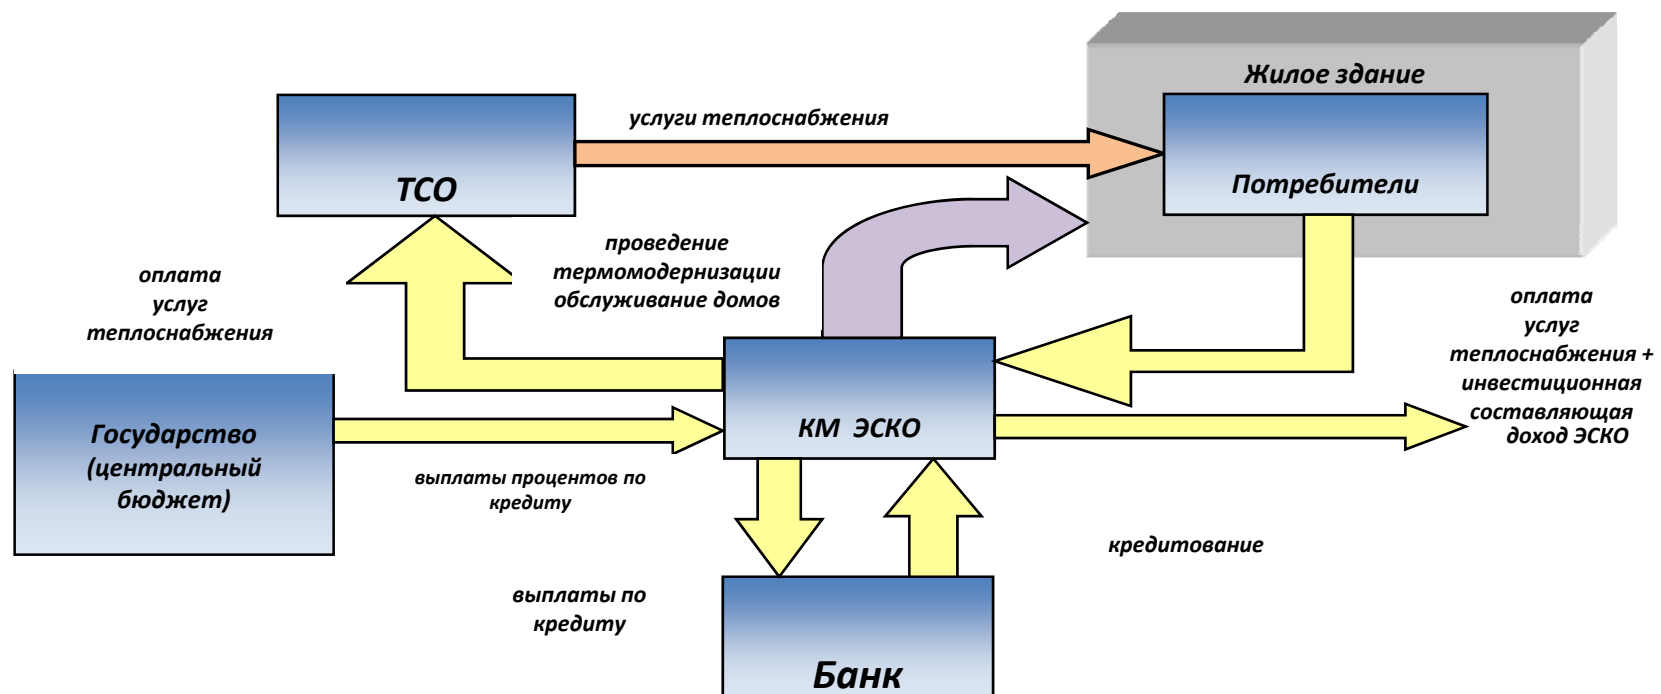 Жилое здание
услуги теплоснабжения
ТСО
Потребители
проведение
термомодернизации
обслуживание домов
оплата
услуг
теплоснабжения
оплата
услуг
теплоснабжения +
инвестиционная
составляющая
доход ЭСКО
Государство
(центральный
бюджет)
КМ ЭСКО
выплаты процентов по
кредиту
кредитование
выплаты по
кредиту
Банк